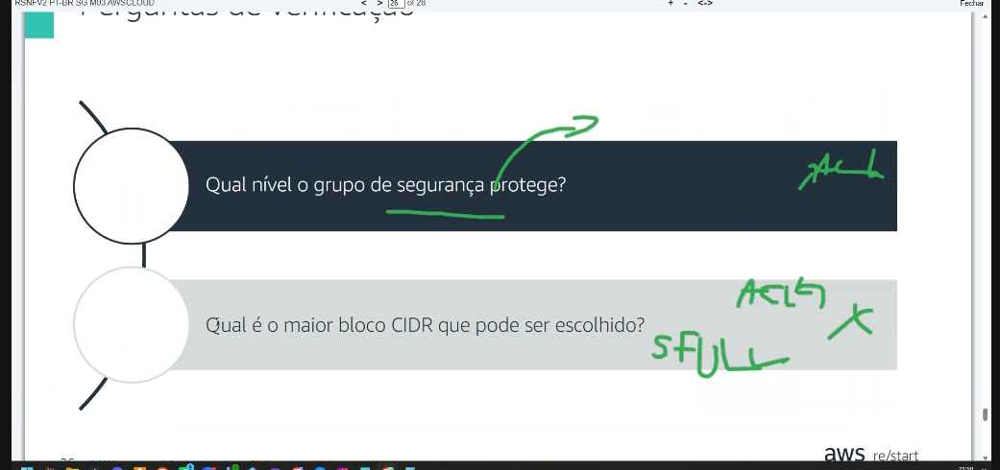 RSNFV2 PT-BR SG M03 AWSCLOUD < > 26 of 28 + - <-> Fechar
Perguntas de verificação
Qual nível o grupo de segurança protege?
ACL
Qual é o maior bloco CIDR que pode ser escolhido?
SFULL
aws re/start